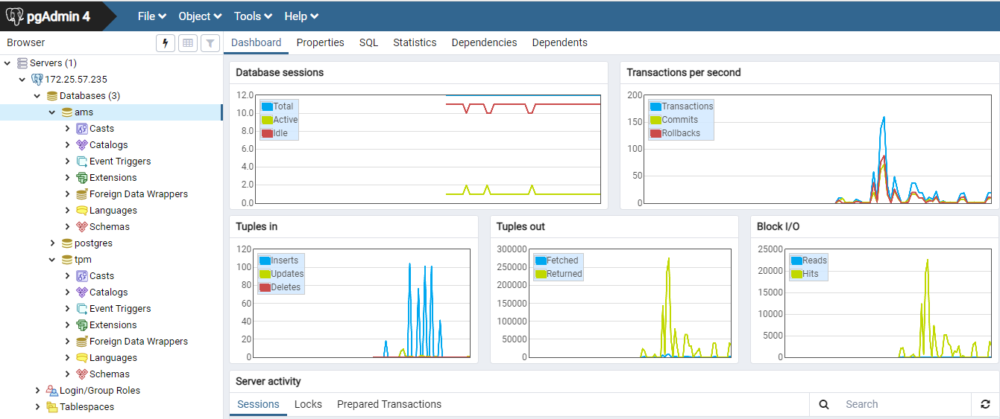 pgAdmin 4 File Object Tools Help
Browser
Servers (1)
172.25.57.235
Databases (3)
ams
Casts
Catalogs
Event Triggers
Extensions
Foreign Data Wrappers
Languages
Schemas
postgres
tpm
Casts
Catalogs
Event Triggers
Extensions
Foreign Data Wrappers
Languages
Schemas
Login/Group Roles
Tablespaces
Dashboard Properties SQL Statistics Dependencies Dependents
Database sessions
12.0
10.0
8.0
6.0
4.0
2.0
0.0
Total
Active
Idle
Transactions per second
200
150
100
50
0
Transactions
Commits
Rollbacks
Tuples in
120
100
80
60
40
20
0
Inserts
Updates
Deletes
Tuples out
300000
250000
200000
150000
100000
50000
0
Fetched
Returned
Block I/O
25000
20000
15000
10000
5000
0
Reads
Hits
Server activity
Sessions Locks Prepared Transactions Search